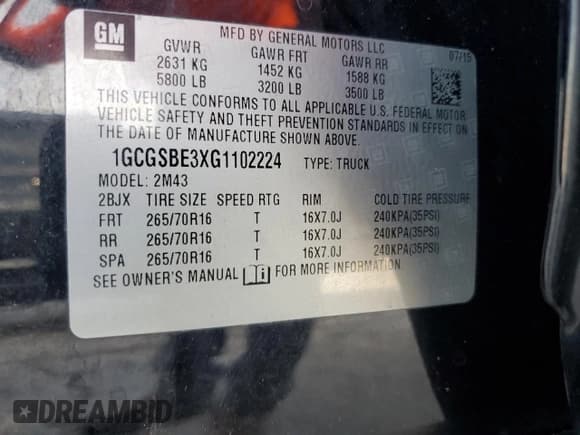 GM
MFD BY GENERAL MOTORS LLC
07/15
GVWR GAWR FRT GAWR RR
2631 KG 1452 KG 1588 KG
5800 LB 3200 LB 3500 LB
THIS VEHICLE CONFORMS TO ALL APPLICABLE U.S. FEDERAL MOTOR
VEHICLE SAFETY AND THEFT PREVENTION STANDARDS IN EFFECT ON
THE DATE OF MANUFACTURE SHOWN ABOVE.
1GCGSBE3XG1102224 TYPE: TRUCK
MODEL: 2M43
2BJX TIRE SIZE SPEED RTG RIM COLD TIRE PRESSURE
FRT 265/70R16 T 16X7.0J 240KPA(35PSI)
RR 265/70R16 T 16X7.0J 240KPA(35PSI)
SPA 265/70R16 T 16X7.0J 240KPA(35PSI)
SEE OWNER'S MANUAL FOR MORE INFORMATION
DREAMBID